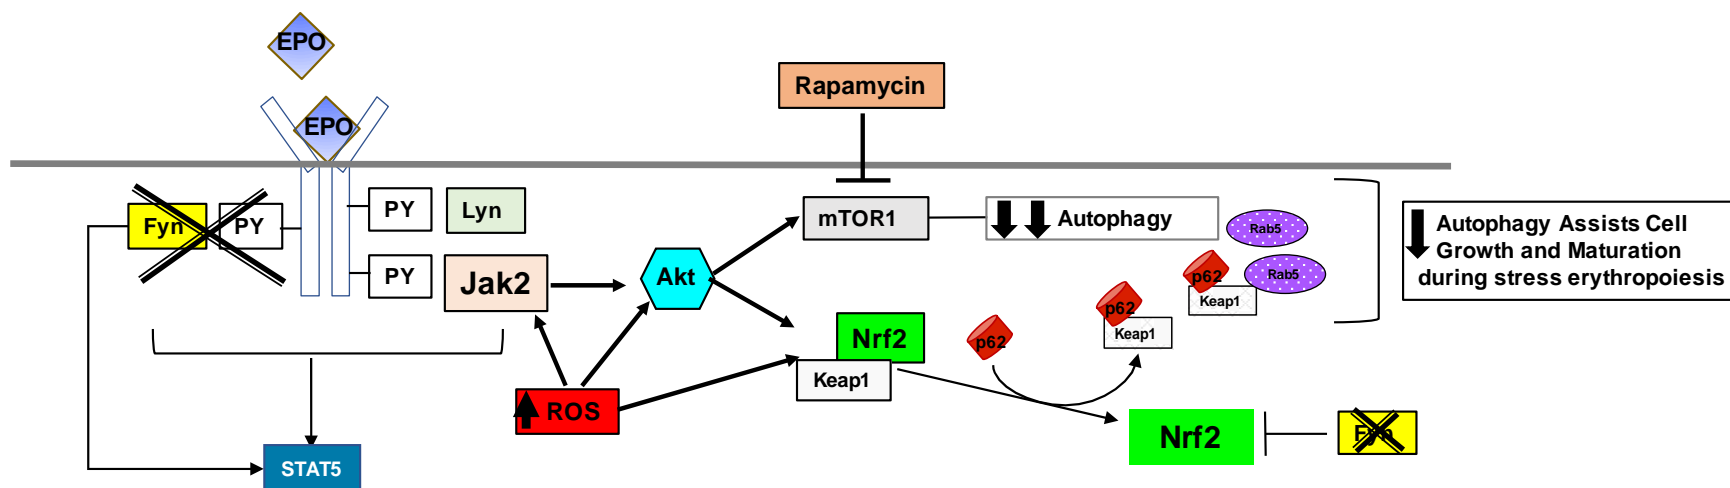 EPO
EPO
Rapamycin
Fyn
PY
PY
Lyn
PY
Jak2
Akt
mTOR1
Autophagy
Rab5
Rab5
p62
Keap1
p62
Keap1
p62
Nrf2
Keap1
ROS
STAT5
Nrf2
Fyn
Autophagy Assists Cell
Growth and Maturation
during stress erythropoiesis